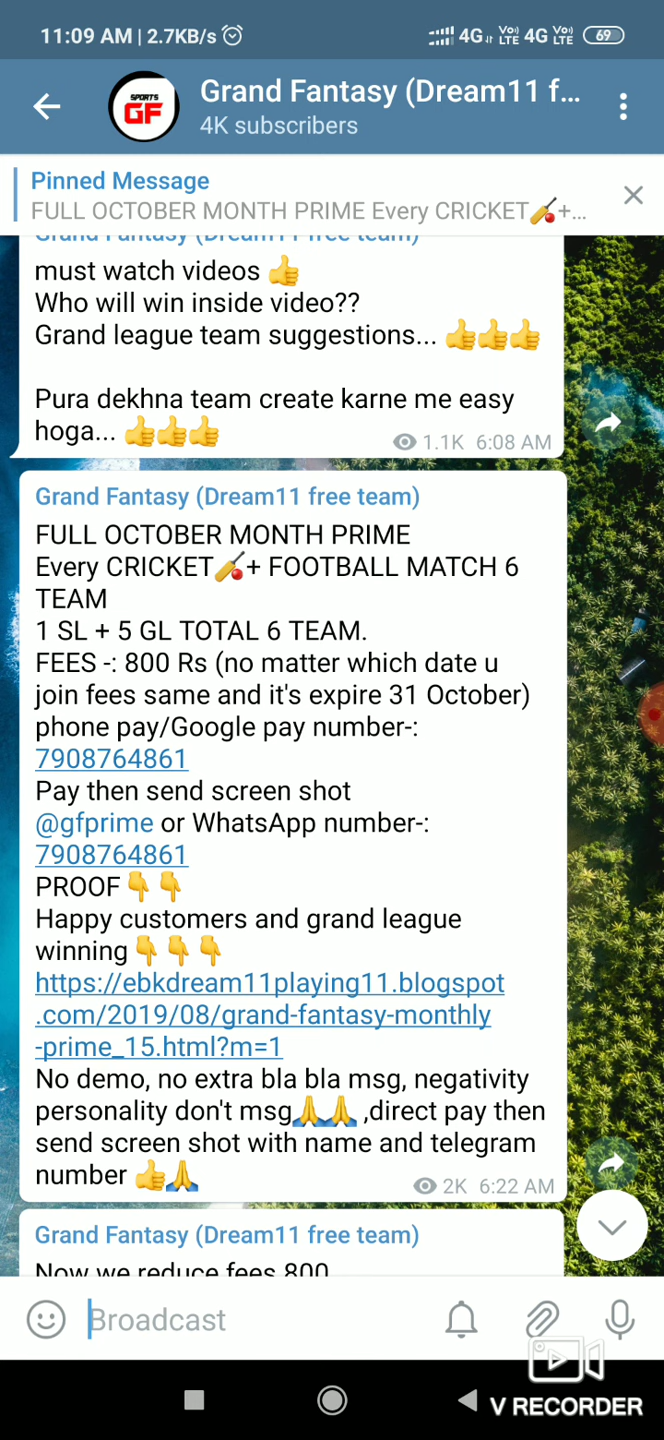 11:09 AM | 2.7KB/s
4G VoLTE 4G VoLTE 69
SPORTS
GF
Grand Fantasy (Dream11 f...
4K subscribers
Pinned Message
FULL OCTOBER MONTH PRIME Every CRICKET🏏+...
Grand Fantasy (Dream11 free team)
must watch videos 👍
Who will win inside video??
Grand league team suggestions... 👍👍👍
Pura dekhna team create karne me easy
hoga... 👍👍👍
1.1K 6:08 AM
Grand Fantasy (Dream11 free team)
FULL OCTOBER MONTH PRIME
Every CRICKET🏏+ FOOTBALL MATCH 6
TEAM
1 SL + 5 GL TOTAL 6 TEAM.
FEES -: 800 Rs (no matter which date u
join fees same and it's expire 31 October)
phone pay/Google pay number-:
7908764861
Pay then send screen shot
@gfprime or WhatsApp number-:
7908764861
PROOF👇👇
Happy customers and grand league
winning👇👇👇
https://ebkdream11playing11.blogspot
.com/2019/08/grand-fantasy-monthly
-prime_15.html?m=1
No demo, no extra bla bla msg, negativity
personality don't msg🙏🙏 ,direct pay then
send screen shot with name and telegram
number 👍🙏
2K 6:22 AM
Grand Fantasy (Dream11 free team)
Now we reduce fees 800
Broadcast
V RECORDER